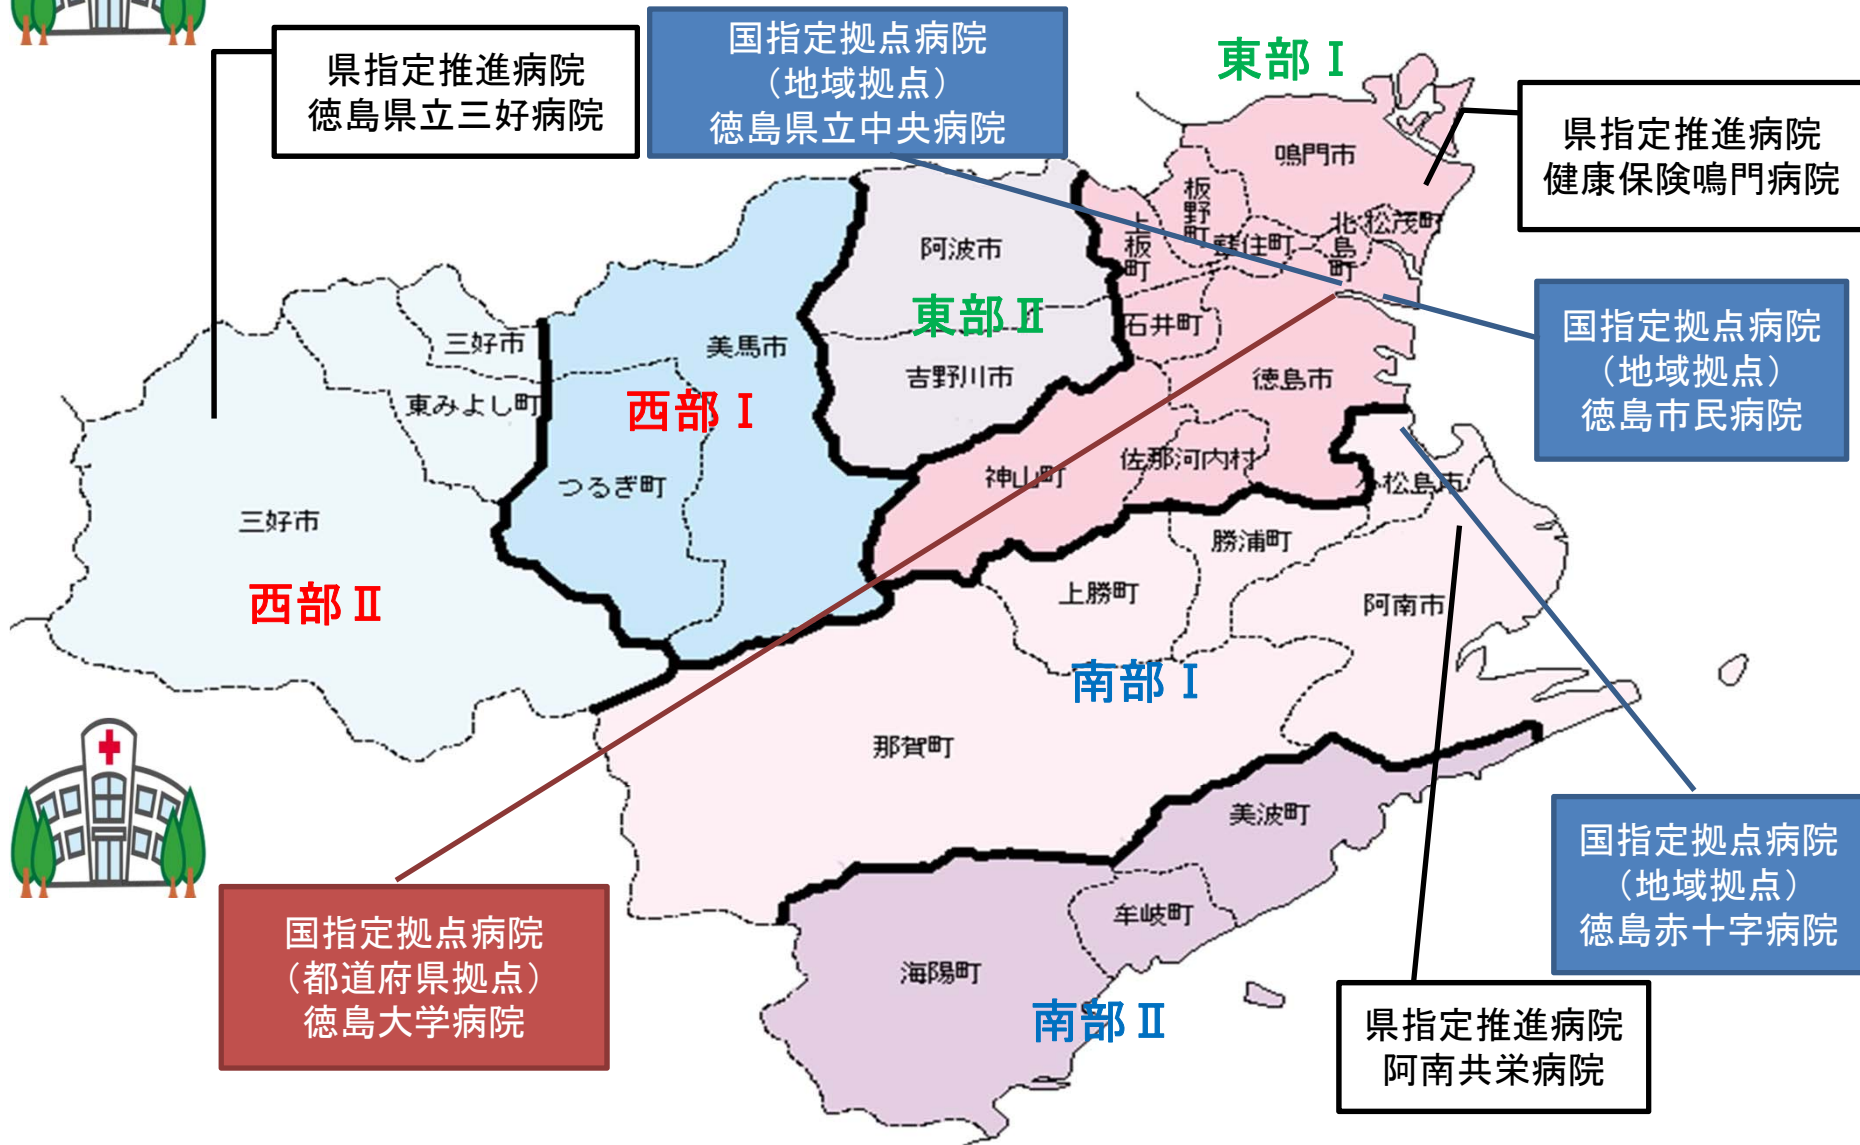 県指定推進病院
徳島県立三好病院
国指定拠点病院
（地域拠点）
徳島県立中央病院
東部Ⅰ
県指定推進病院
健康保険鳴門病院
鳴門市
板野町
上板町
藍住町
北島町
松茂町
阿波市
東部Ⅱ
吉野川市
石井町
徳島市
国指定拠点病院
（地域拠点）
徳島市民病院
三好市
東みよし町
美馬市
西部Ⅰ
つるぎ町
神山町
佐那河内村
小松島市
三好市
西部Ⅱ
勝浦町
上勝町
阿南市
南部Ⅰ
那賀町
美波町
牟岐町
海陽町
南部Ⅱ
国指定拠点病院
（地域拠点）
徳島赤十字病院
国指定拠点病院
（都道府県拠点）
徳島大学病院
県指定推進病院
阿南共栄病院